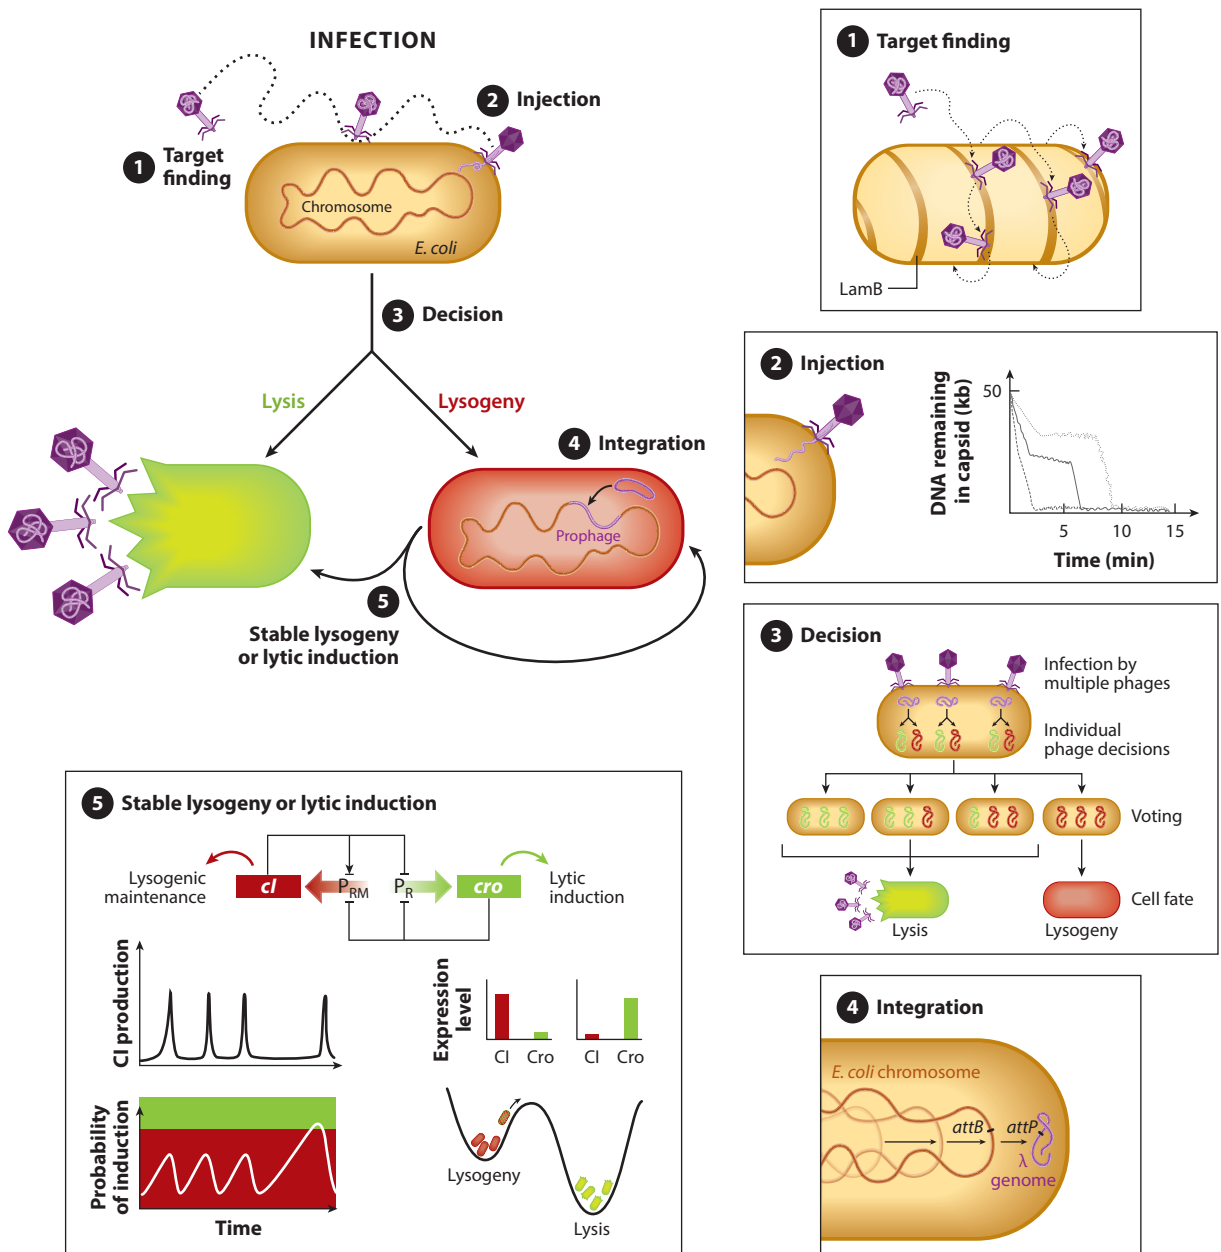 INFECTION
1 Target finding
2 Injection
Chromosome
E. coli
3 Decision
Lysis
Lysogeny
4 Integration
Prophage
5
Stable lysogeny
or lytic induction
1 Target finding
LamB
2 Injection
DNA remaining
in capsid (kb)
50
5 10 15
Time (min)
3 Decision
Infection by
multiple phages
Individual
phage decisions
Voting
Cell fate
Lysis
Lysogeny
4 Integration
E. coli chromosome
attB
attP
λ
genome
5 Stable lysogeny or lytic induction
Lysogenic
maintenance
cI
PRM
PR
cro
Lytic
induction
CI production
Probability
of induction
Time
Expression
level
CI Cro
CI Cro
Lysogeny
Lysis